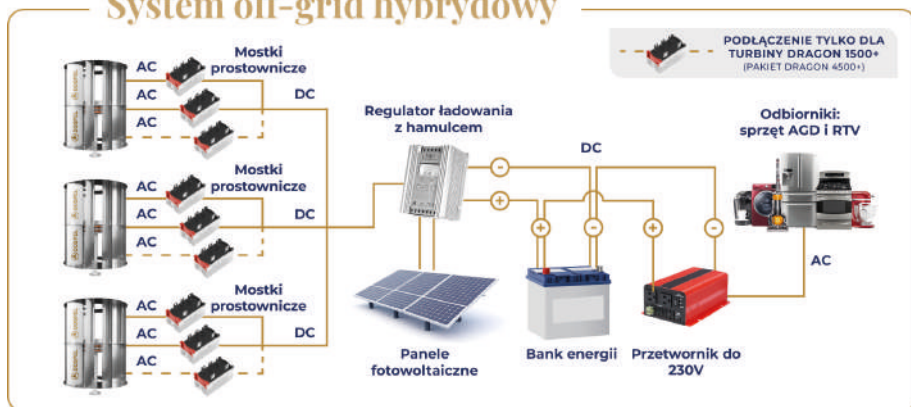 System off-grid hybrydowy
PODŁĄCZENIE TYLKO DLA
TURBINY DRAGON 1500+
(PAKIET DRAGON 4500+)
AC
AC
AC
Mostki
prostownicze
DC
Mostki
prostownicze
AC
AC
AC
DC
Mostki
prostownicze
AC
AC
AC
DC
Regulator ładowania
z hamulcem
-
+
DC
+
-
+
-
Odbiorniki:
sprzęt AGD i RTV
AC
Panele
fotowoltaiczne
Bank energii
Przetwornik do
230V